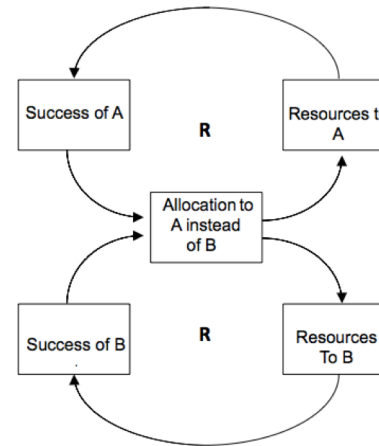 Success of A
Resources t
A
R
Allocation to
A instead
of B
Success of B
R
Resources
To B